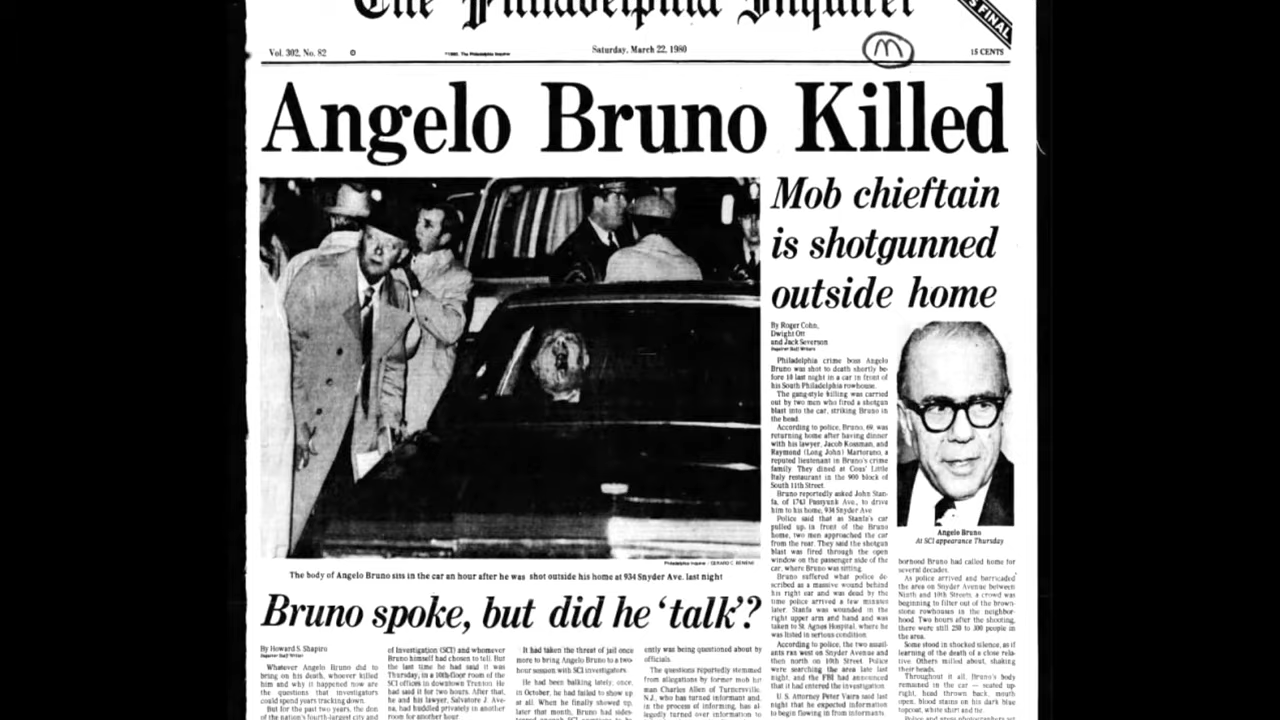 The Philadelphia Inquirer
S FINAL
Vol. 302, No. 82
Saturday, March 22, 1980
15 CENTS
Angelo Bruno Killed
Mob chieftain
is shotgunned
outside home
By Roger Cohn,
Dwight Ott
and Jack Severson
Inquirer Staff Writers
Philadelphia crime boss Angelo
Bruno was shot to death shortly be-
fore 10 last night in a car in front of
his South Philadelphia rowhouse.
The gang-style killing was carried
out by two men who fired a shotgun
blast into the car, striking Bruno in
the head.
According to police, Bruno, 69, was
returning home after having dinner
with his lawyer, Jacob Kossman, and
Raymond (Long John) Martorano, a
reputed lieutenant in Bruno's crime
family. They dined at Cous' Little
Italy restaurant in the 900 block of
South 11th Street.
Bruno reportedly asked John Stan-
fa, of 1743 Passyunk Ave., to drive
him to his home, 934 Snyder Ave
Police said that as Stanfa's car
pulled up in front of the Bruno
home, two men approached the car
from the rear. They said the shotgun
blast was fired through the open
window on the passenger side of the
car, where Bruno was sitting.
Bruno suffered what police de-
scribed as a massive wound behind
his right ear and was dead by the
time police arrived a few minutes
later. Stanfa was wounded in the
right upper arm and hand and was
taken to St. Agnes Hospital, where he
was listed in serious condition.
According to police, the two assail-
ants ran west on Snyder Avenue and
then north on 10th Street. Police
were searching the area late last
night, and the FBI had announced
that it had entered the investigation.
U.S. Attorney Peter Vaira said last
night that he expected information
to begin flowing in from informants.
Angelo Bruno
At SCI appearance Thursday
borhood Bruno had called home for
several decades.
As police arrived and barricaded
the area on Snyder Avenue between
Ninth and 10th Streets, a crowd was
beginning to filter out of the brown-
stone rowhouses in the neighbor-
hood. Two hours after the shooting,
there were still 250 to 300 people in
the area.
Some stood in shocked silence, as if
learning of the death of a close rela-
tive. Others milled about, shaking
their heads.
Throughout it all, Bruno's body
remained in the car — seated up-
right, head thrown back, mouth
open, blood stains on his dark blue
topcoat, white shirt and tie.
The body of Angelo Bruno sits in the car an hour after he was shot outside his home at 934 Snyder Ave. last night
Bruno spoke, but did he 'talk'?
By Howard S. Shapiro
Inquirer Staff Writer
Whatever Angelo Bruno did to
bring on his death, whoever killed
him and why it happened now are
the questions that investigators
could spend years tracking down.
But for the past two years, the don
of the nation's fourth-largest city and
of Investigation (SCI) and whomever
Bruno himself had chosen to tell. But
the last time he had said it was
Thursday, in a 10th-floor room of the
SCI offices in downtown Trenton. He
had said it for two hours. After that,
he and his lawyer, Salvatore J. Ave-
na, had huddled privately in another
room for another hour
It had taken the threat of jail once
more to bring Angelo Bruno to a two-
hour session with SCI investigators.
He had been balking lately; once,
in October, he had failed to show up
at all. When he finally showed up,
later that month, Bruno had sides-
ently was being questioned about by
officials.
The questions reportedly stemmed
from allegations by former mob hit
man Charles Allen of Turnersville,
N.J., who has turned informant and,
in the process of informing, has al-
legedly turned over information to